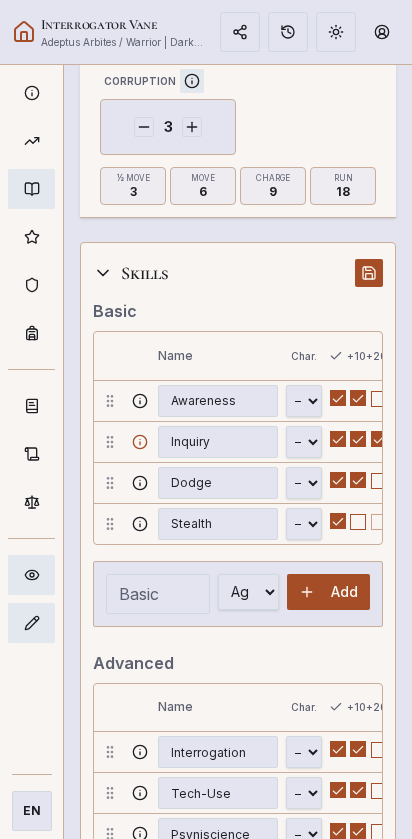 Interrogator Vane
Adeptus Arbites / Warrior | Dark...
CORRUPTION
3
½ MOVE MOVE CHARGE RUN
3 6 9 18
Skills
Basic
Name Char. +10+20
Awareness –
Inquiry –
Dodge –
Stealth –
Basic Ag + Add
Advanced
Name Char. +10+20
Interrogation –
Tech-Use –
Psyniscience –
EN